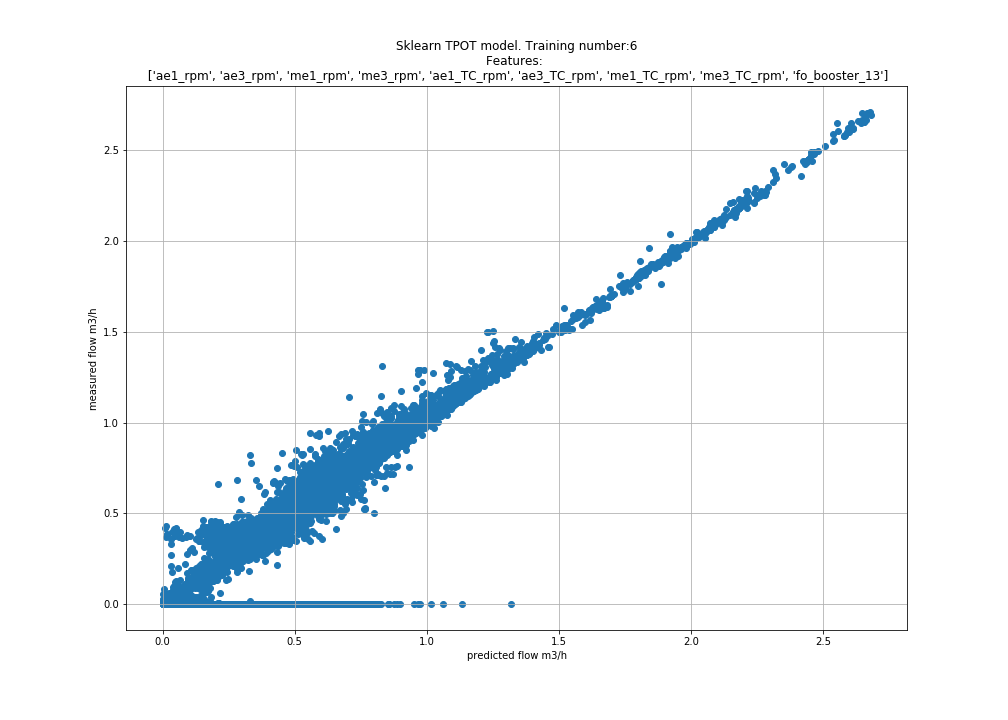 Sklearn TPOT model. Training number:6
Features:
['ae1_rpm', 'ae3_rpm', 'me1_rpm', 'me3_rpm', 'ae1_TC_rpm', 'ae3_TC_rpm', 'me1_TC_rpm', 'me3_TC_rpm', 'fo_booster_13']
measured flow m3/h
2.5
2.0
1.5
1.0
0.5
0.0
0.0 0.5 1.0 1.5 2.0 2.5
predicted flow m3/h